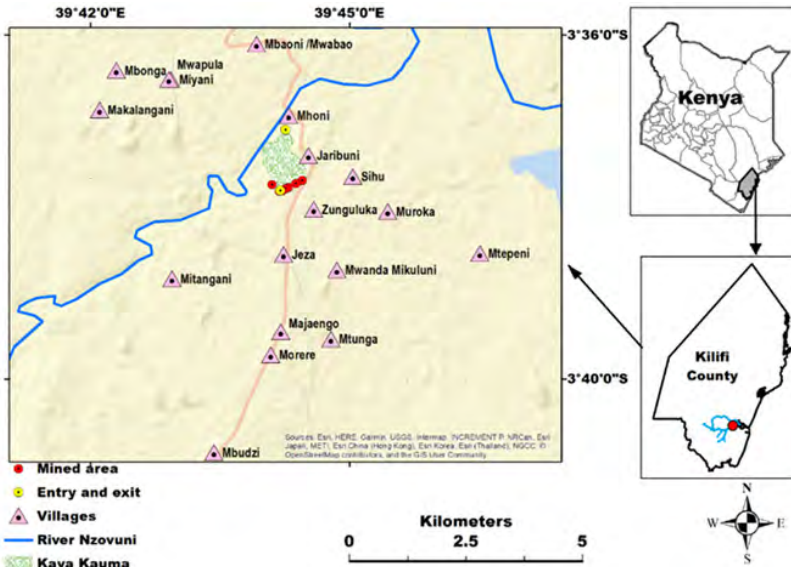 39°42'0"E
39°45'0"E
3°36'0"S
3°40'0"S
Mbaoni /Mwabao
Mbonga
Mwapula
Miyani
Makalangani
Mhoni
Jaribuni
Sihu
Zunguluka
Muroka
Jeza
Mtepeni
Mwanda Mikuluni
Mitangani
Majaengo
Mtunga
Morere
Mbudzi
Sources: Esri, HERE, Garmin, USGS, Intermap, INCREMENT P, NRCan, Esri
Japan, METI, Esri China (Hong Kong), Esri Korea, Esri (Thailand), NGCC, ©
OpenStreetMap contributors, and the GIS User Community
Kenya
Kilifi
County
Mined área
Entry and exit
Villages
River Nzovuni
Kaya Kauma
Kilometers
0 2.5 5
N
W E
S